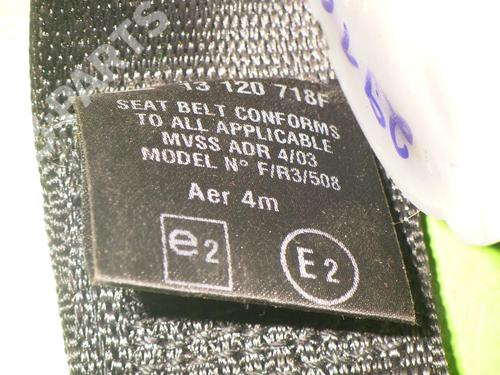 13 120 718F
SEAT BELT CONFORMS
TO ALL APPLICABLE
MVSS ADR 4/03
MODEL N° F/R3/508
Aer 4m
e2
E2